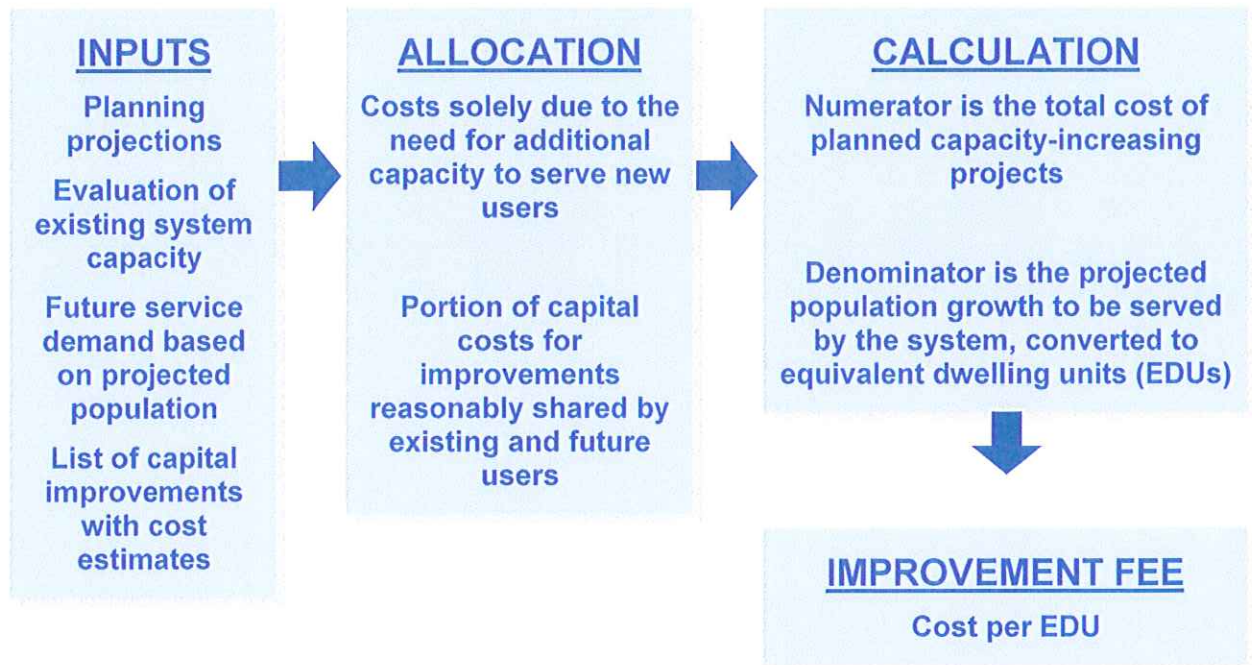 INPUTS
Planning
projections
Evaluation of
existing system
capacity
Future service
demand based
on projected
population
List of capital
improvements
with cost
estimates
ALLOCATION
Costs solely due to the
need for additional
capacity to serve new
users
Portion of capital
costs for
improvements
reasonably shared by
existing and future
users
CALCULATION
Numerator is the total cost of
planned capacity-increasing
projects
Denominator is the projected
population growth to be served
by the system, converted to
equivalent dwelling units (EDUs)
IMPROVEMENT FEE
Cost per EDU